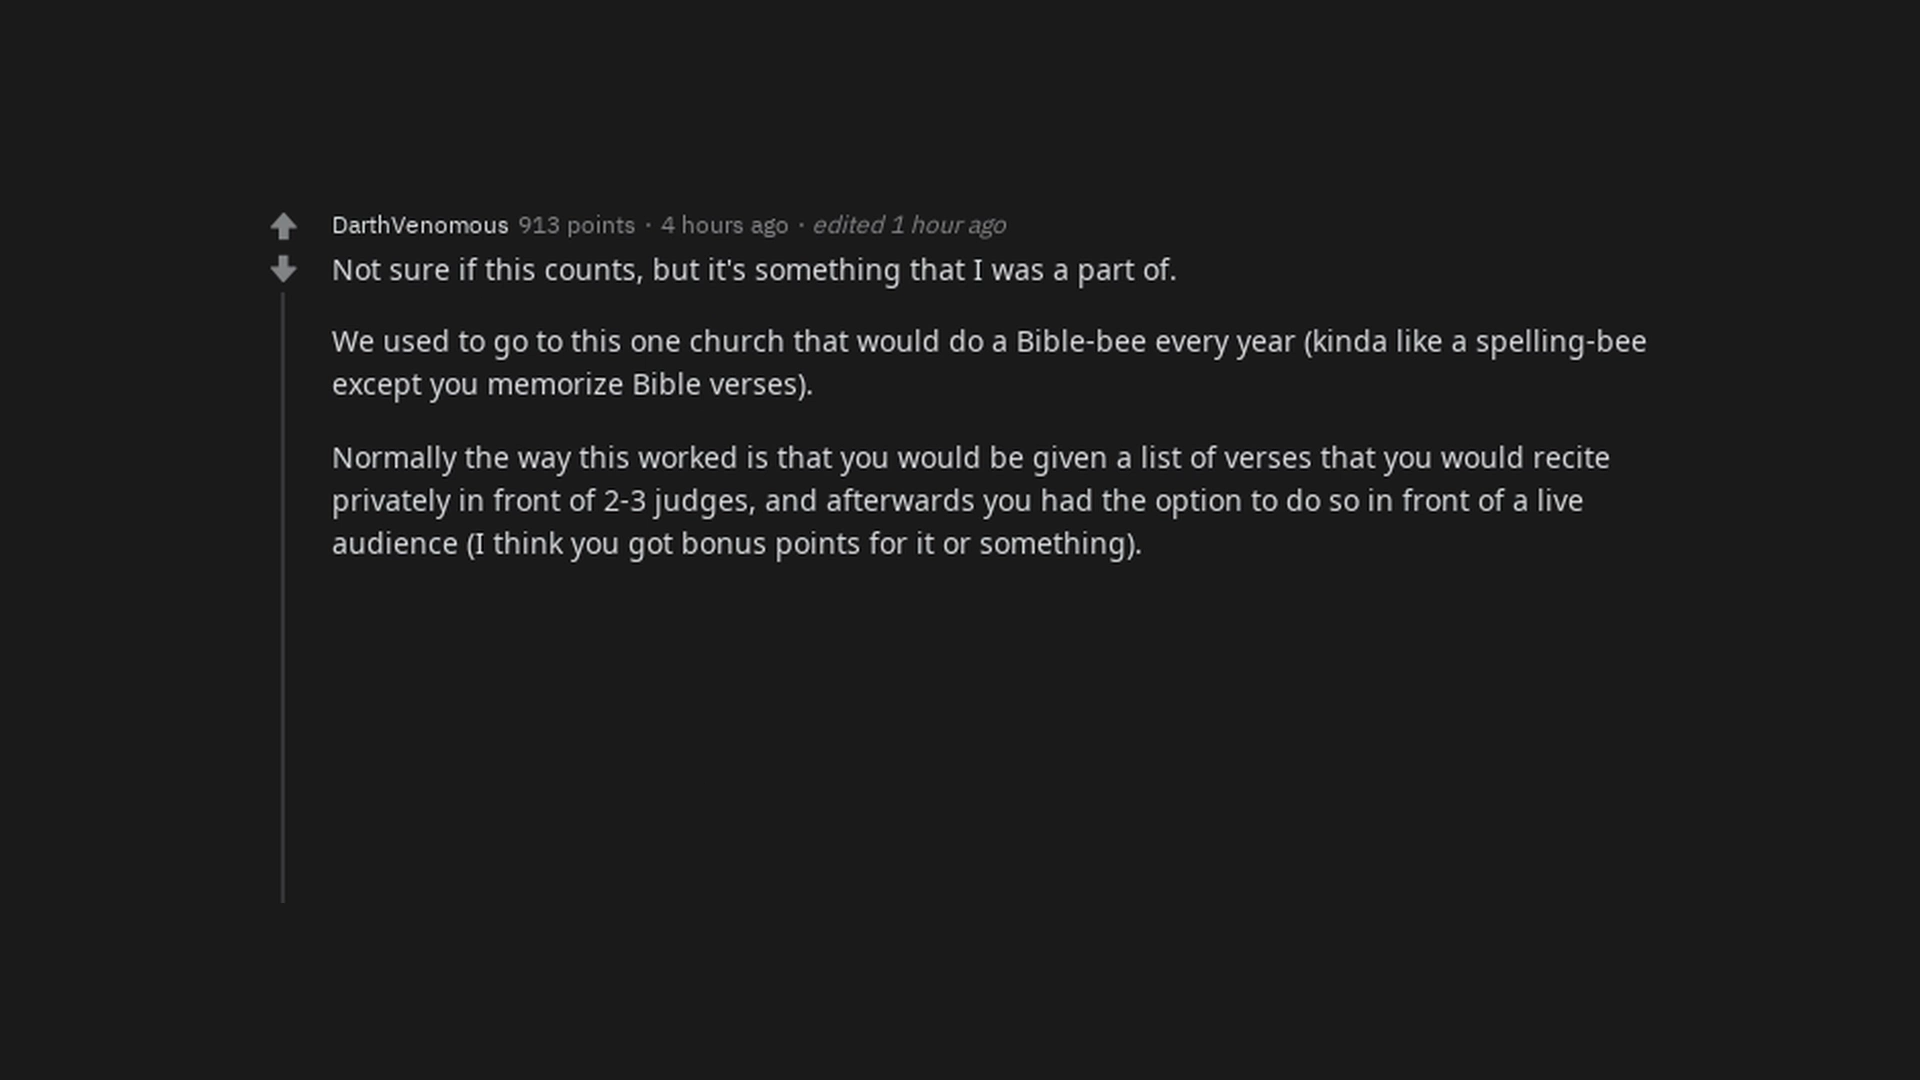 DarthVenomous 913 points · 4 hours ago · edited 1 hour ago
Not sure if this counts, but it's something that I was a part of.
We used to go to this one church that would do a Bible-bee every year (kinda like a spelling-bee
except you memorize Bible verses).
Normally the way this worked is that you would be given a list of verses that you would recite
privately in front of 2-3 judges, and afterwards you had the option to do so in front of a live
audience (I think you got bonus points for it or something).